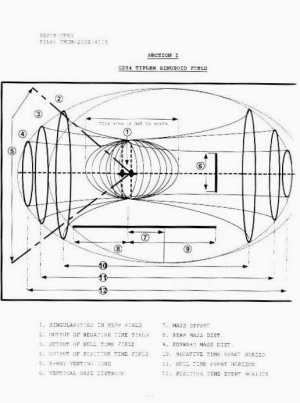 RESTRICTED
SECTION I
C204 TIPLER SINUSOID FIELD
1
2
3
4
5
6
7
8
9
10
11
12
1. SINGULARITIES IN KERR FIELD
2. OUTPUT OF NEGATIVE TIME FIELD
3. OUTPUT OF NULL TIME FIELD
4. OUTPUT OF POSITIVE TIME FIELD
5. X-RAY VENTING CONE
6. VERTICAL SAFE DISTANCE
7. MASS OFFSET
8. REAR MASS DIST.
9. FORWARD MASS DIST.
10. NEGATIVE TIME EVENT HORIZON
11. NULL TIME EVENT HORIZON
12. POSITIVE TIME EVENT HORIZON